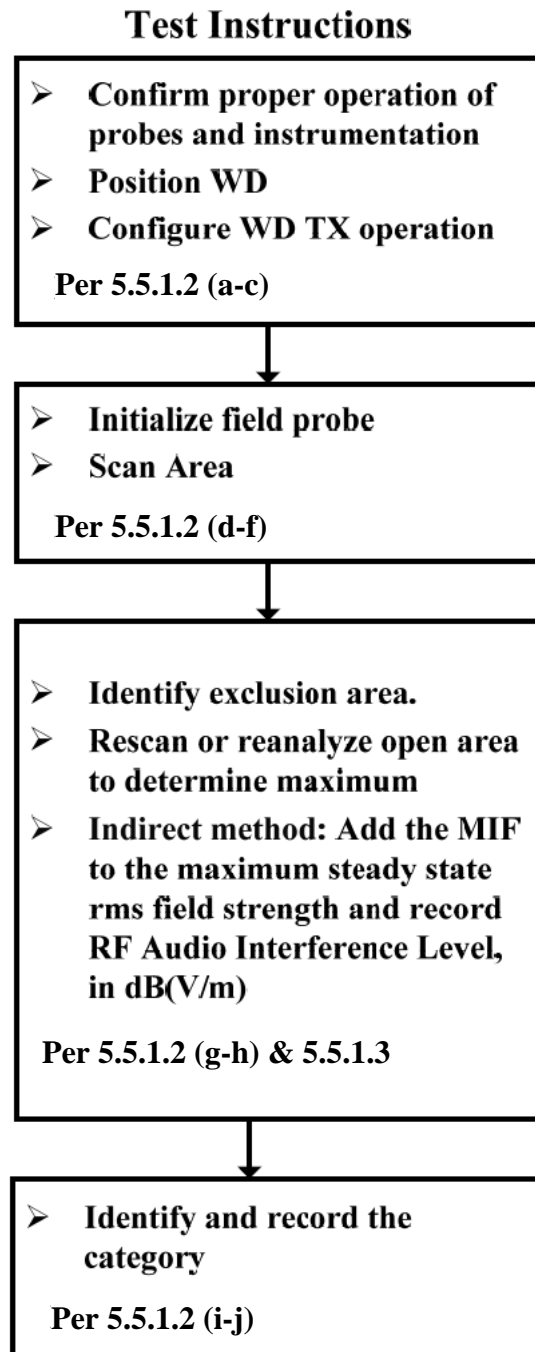 Test Instructions
➢ Confirm proper operation of
probes and instrumentation
➢ Position WD
➢ Configure WD TX operation
Per 5.5.1.2 (a-c)
➢ Initialize field probe
➢ Scan Area
Per 5.5.1.2 (d-f)
➢ Identify exclusion area.
➢ Rescan or reanalyze open area
to determine maximum
➢ Indirect method: Add the MIF
to the maximum steady state
rms field strength and record
RF Audio Interference Level,
in dB(V/m)
Per 5.5.1.2 (g-h) & 5.5.1.3
➢ Identify and record the
category
Per 5.5.1.2 (i-j)